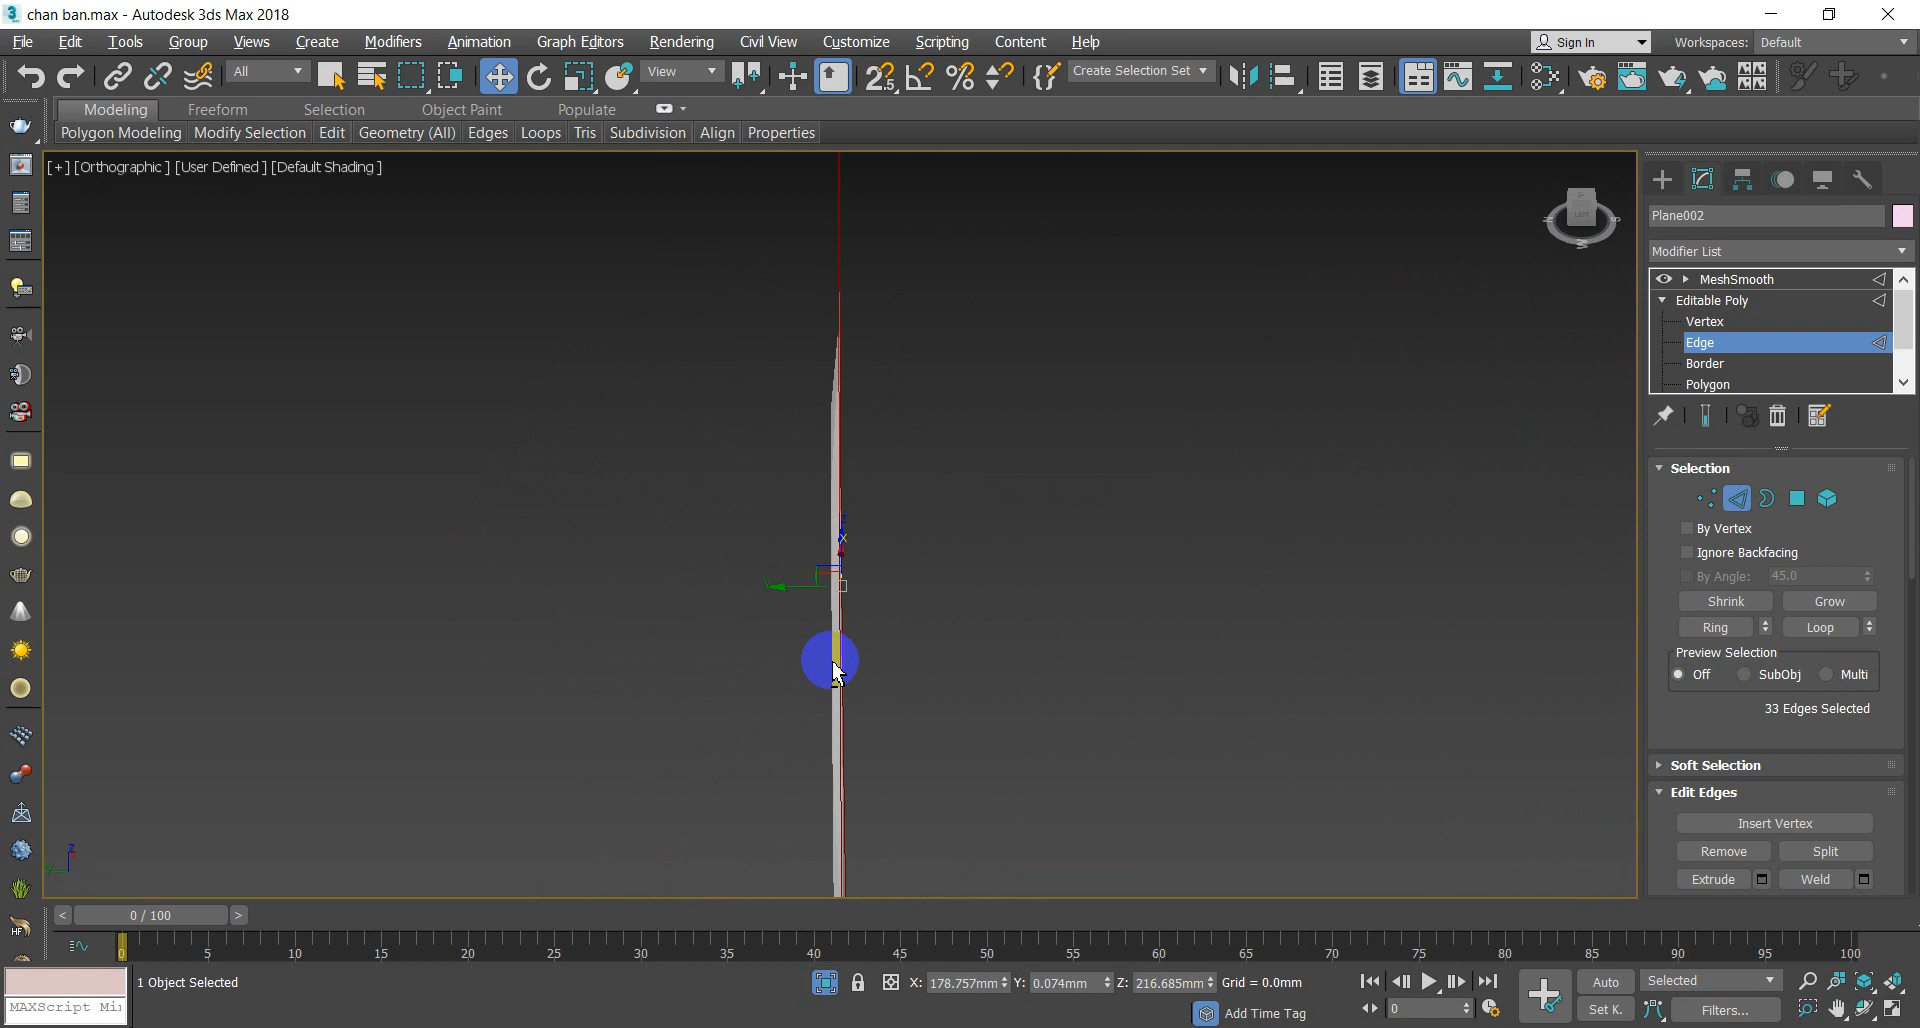 chan ban.max - Autodesk 3ds Max 2018
File Edit Tools Group Views Create Modifiers Animation Graph Editors Rendering Civil View Customize Scripting Content Help
Sign In Workspaces: Default
All View Create Selection Set
Modeling Freeform Selection Object Paint Populate
Polygon Modeling Modify Selection Edit Geometry (All) Edges Loops Tris Subdivision Align Properties
[+] [Orthographic ] [User Defined ] [Default Shading ]
LEFT
Plane002
Modifier List
MeshSmooth
Editable Poly
Vertex
Edge
Border
Polygon
Selection
By Vertex
Ignore Backfacing
By Angle: 45.0
Shrink Grow
Ring Loop
Preview Selection
Off SubObj Multi
33 Edges Selected
Soft Selection
Edit Edges
Insert Vertex
Remove Split
Extrude Weld
0 / 100
0 5 10 15 20 25 30 35 40 45 50 55 60 65 70 75 80 85 90 95 100
1 Object Selected
X: 178.757mm Y: 0.074mm Z: 216.685mm Grid = 0.0mm
Auto Selected
MAXScript Mi
Add Time Tag
0
Set K. Filters...